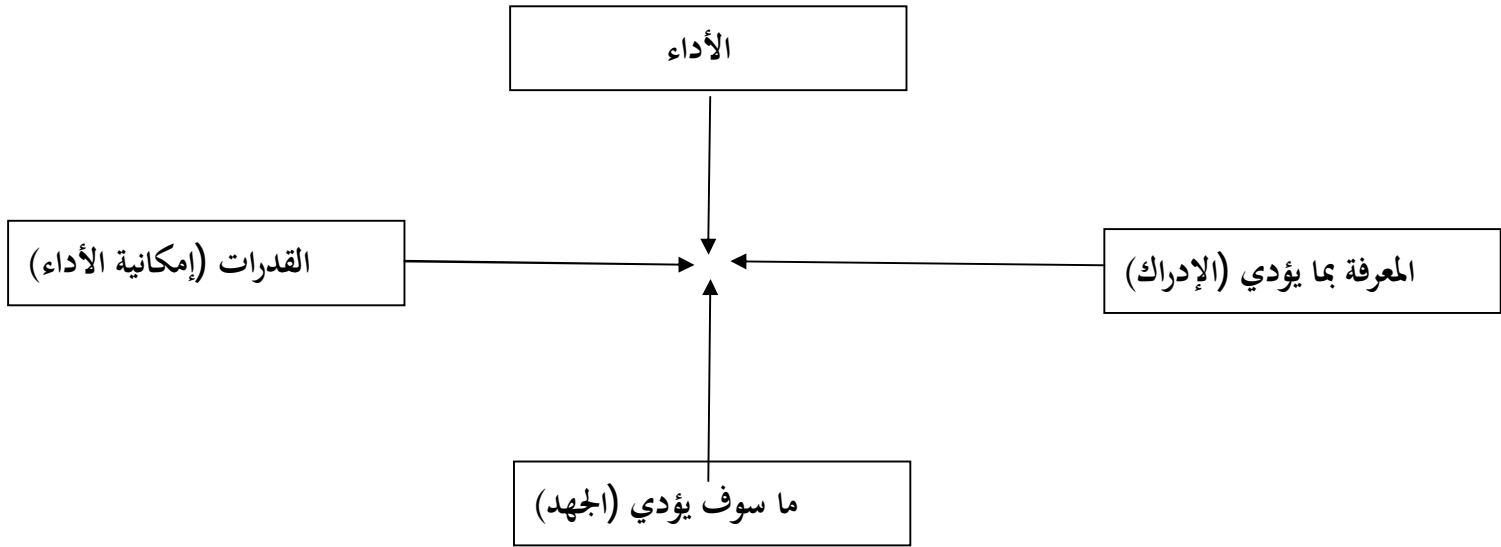 الأداء
المعرفة بما يؤدي (الإدراك)
القدرات (إمكانية الأداء)
ما سوف يؤدي (الجهد)